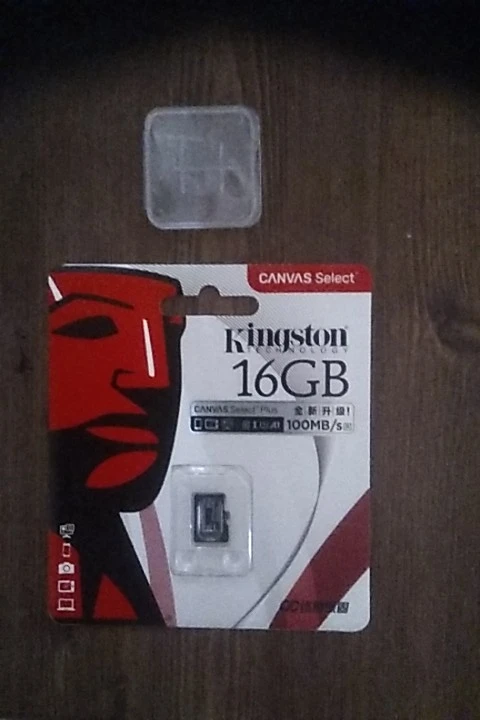 CANVAS Select
Kingston
TECHNOLOGY
16GB
CANVAS Select Plus 全新升级!
100MB/s